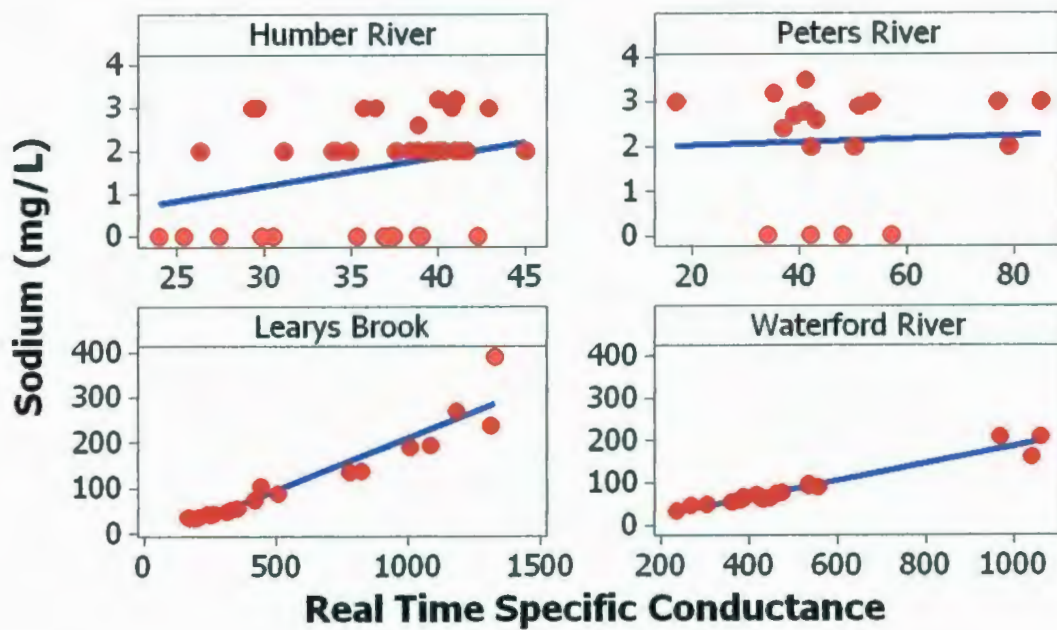 Humber River
Peters River
4
3
2
1
0
25 30 35 40 45
4
3
2
1
0
20 40 60 80
Learys Brook
Waterford River
400
300
200
100
0
0 500 1000 1500
400
300
200
100
0
200 400 600 800 1000
Sodium (mg/L)
Real Time Specific Conductance